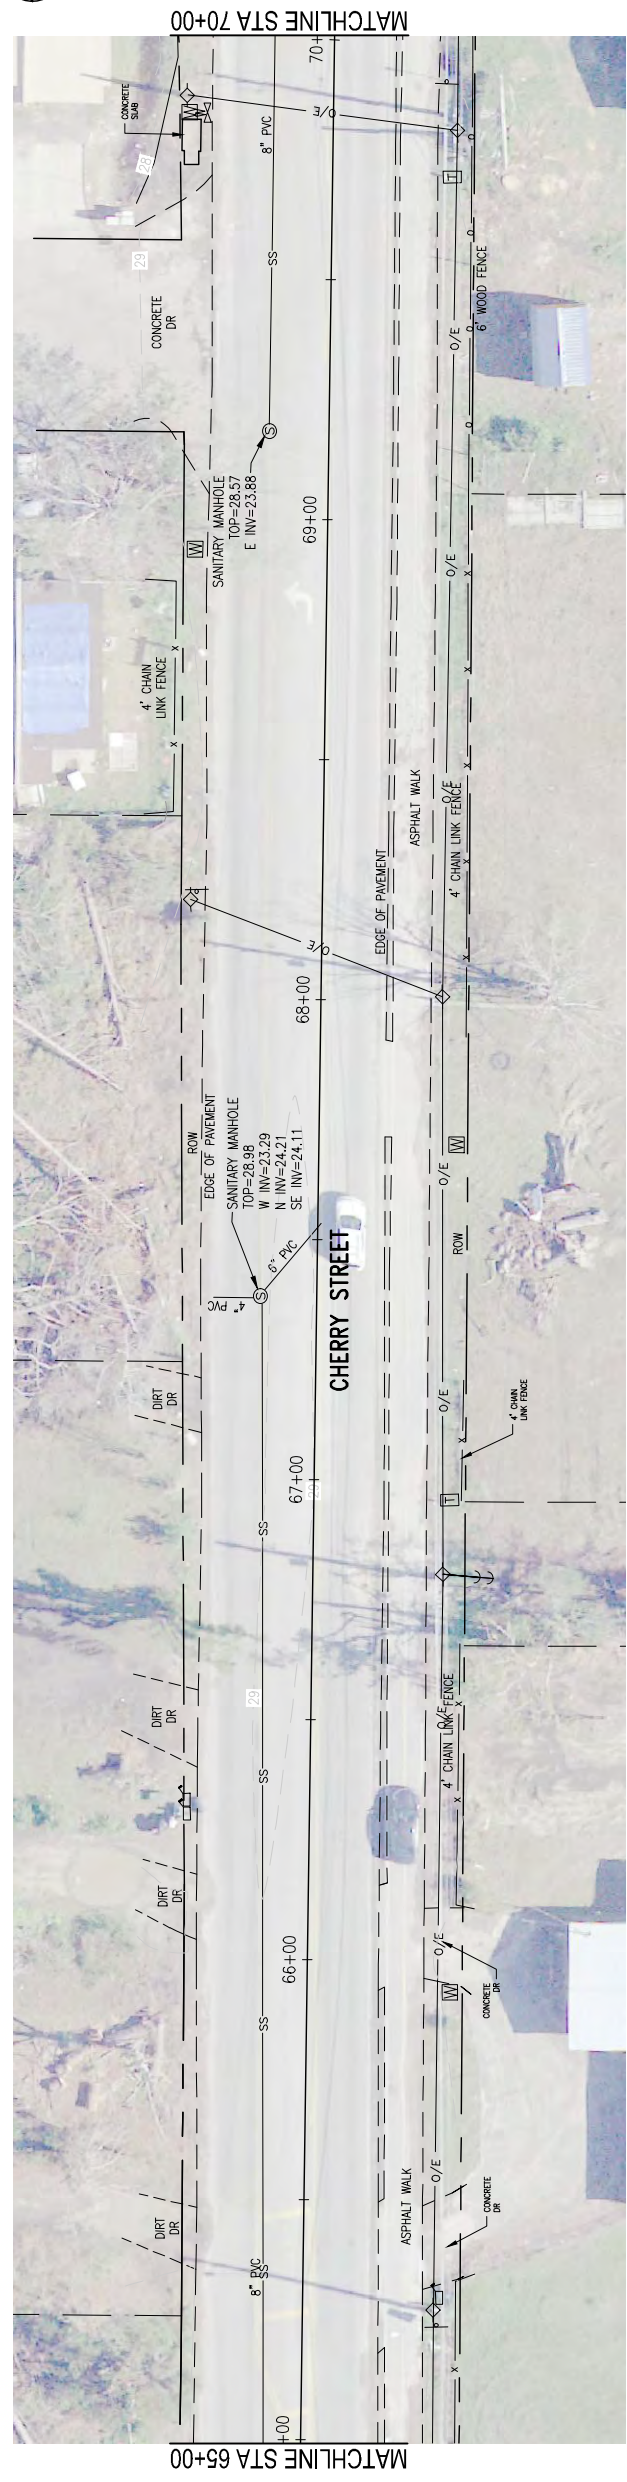 MATCHLINE STA 70+00
70+
CONCRETE
SLAB
O/E
8" PVC
28
T
29
SS
CONCRETE
DR
6' WOOD FENCE
O/E
S
SANITARY MANHOLE
TOP=28.57
E INV=23.88
69+00
W
O/E
X
X
4' CHAIN
LINK FENCE
X
X
X
O/E
ASPHALT WALK
4' CHAIN LINK FENCE
X
EDGE OF PAVEMENT
O/E
X
68+00
ROW
EDGE OF PAVEMENT
SANITARY MANHOLE
TOP=28.98
W INV=23.29
N INV=24.21
SE INV=24.11
W
O/E
ROW
6" PVC
4" PVC
S
CHERRY STREET
DIRT
DR
O/E
4' CHAIN
LINK FENCE
X
67+00
29
T
SS
29
DIRT
DR
O/E
4' CHAIN LINK FENCE
X
SS
X
DIRT
DR
O/E
66+00
W
CONCRETE
DR
SS
ASPHALT WALK
O/E
CONCRETE
DR
DIRT
DR
8" PVC
SS
X
+00
MATCHLINE STA 65+00